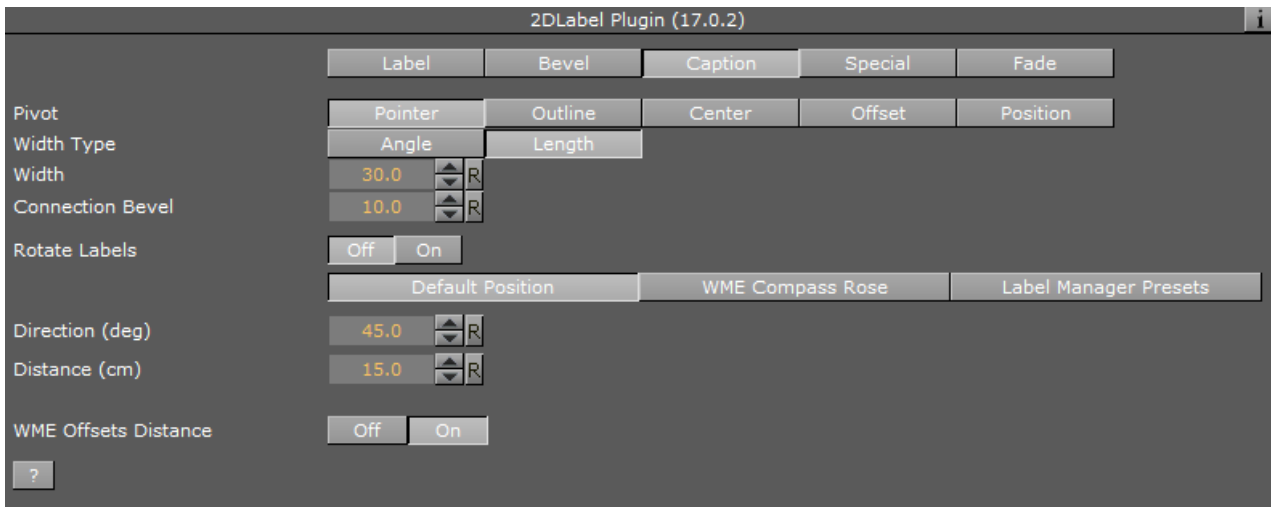 2DLabel Plugin (17.0.2) i
Label Bevel Caption Special Fade
Pivot Pointer Outline Center Offset Position
Width Type Angle Length
Width 30.0 R
Connection Bevel 10.0 R
Rotate Labels Off On
Default Position WME Compass Rose Label Manager Presets
Direction (deg) 45.0 R
Distance (cm) 15.0 R
WME Offsets Distance Off On
?